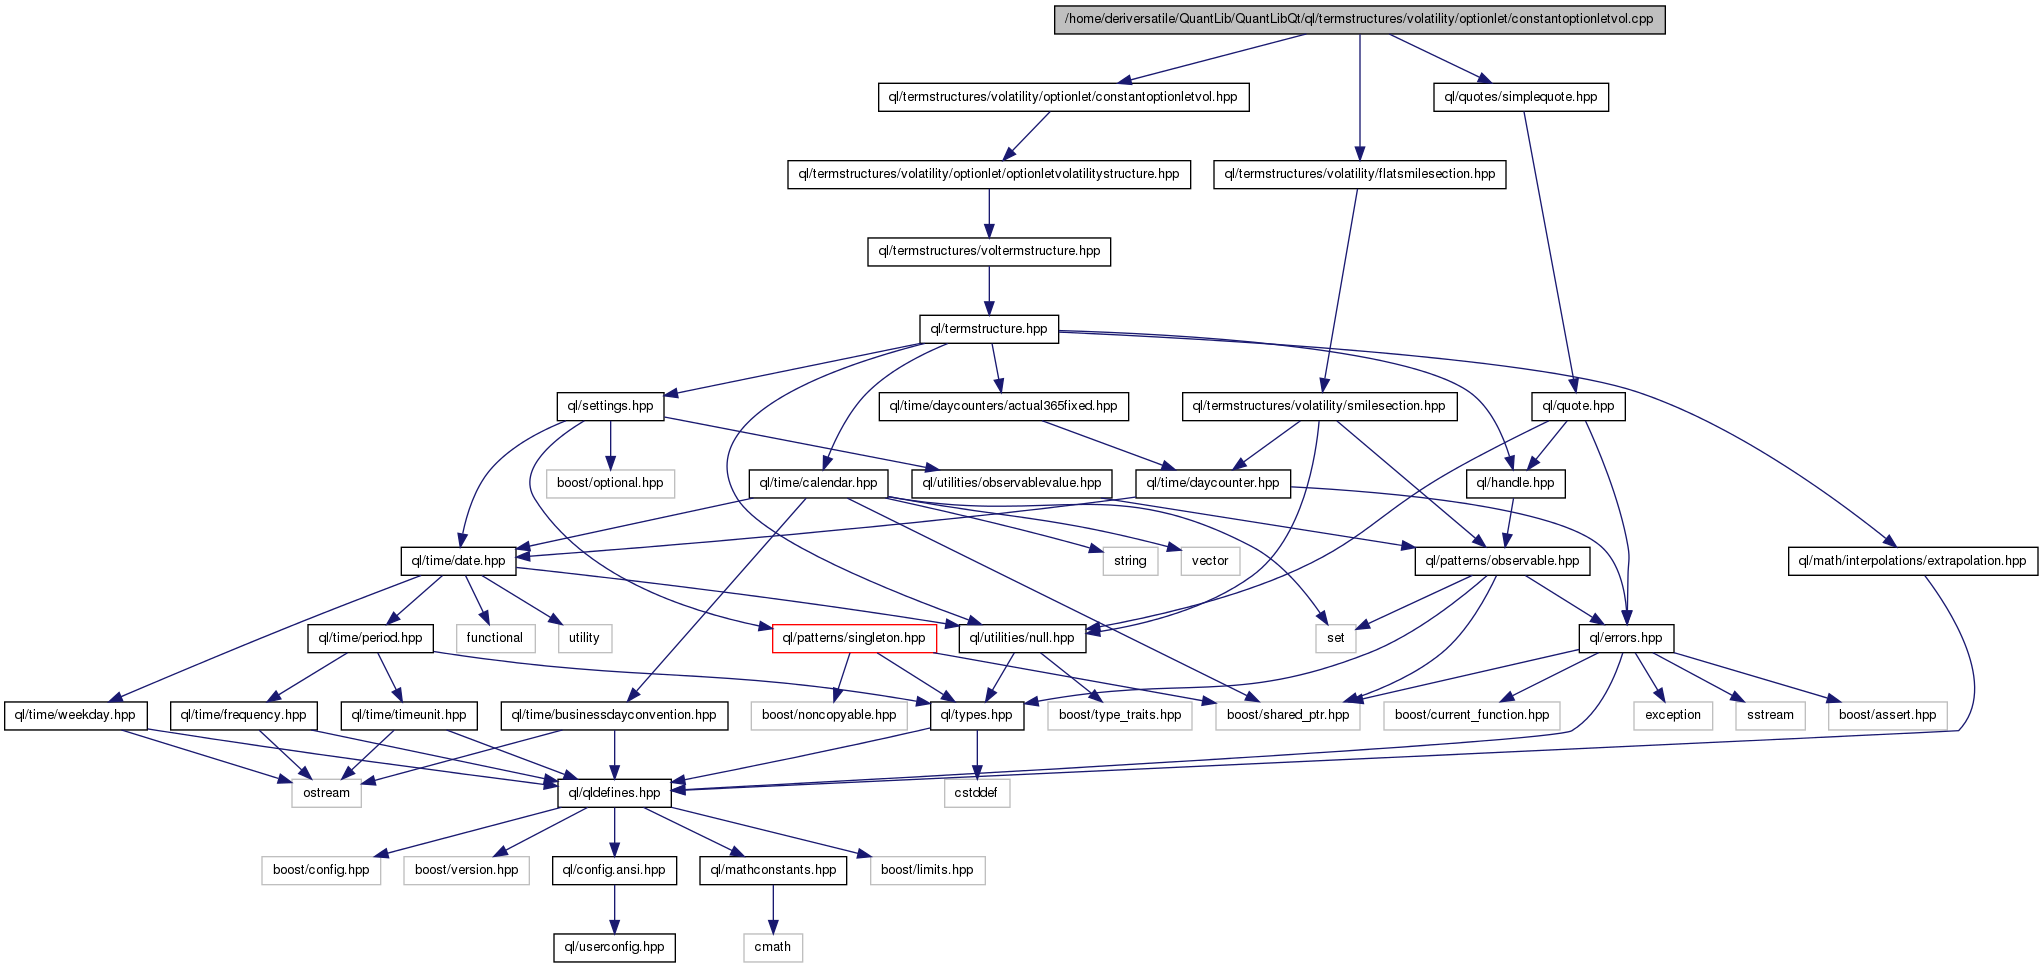 /home/deriversatile/QuantLib/QuantLibQt/ql/termstructures/volatility/optionlet/constantoptionletvol.cpp
ql/termstructures/volatility/optionlet/constantoptionletvol.hpp
ql/quotes/simplequote.hpp
ql/termstructures/volatility/optionlet/optionletvolatilitystructure.hpp
ql/termstructures/volatility/flatsmilesection.hpp
ql/termstructures/voltermstructure.hpp
ql/termstructure.hpp
ql/settings.hpp
ql/time/daycounters/actual365fixed.hpp
ql/termstructures/volatility/smilesection.hpp
ql/quote.hpp
boost/optional.hpp
ql/time/calendar.hpp
ql/utilities/observablevalue.hpp
ql/time/daycounter.hpp
ql/handle.hpp
ql/time/date.hpp
string
vector
ql/patterns/observable.hpp
ql/math/interpolations/extrapolation.hpp
ql/time/period.hpp
functional
utility
ql/patterns/singleton.hpp
ql/utilities/null.hpp
set
ql/errors.hpp
ql/time/weekday.hpp
ql/time/frequency.hpp
ql/time/timeunit.hpp
ql/time/businessdayconvention.hpp
boost/noncopyable.hpp
ql/types.hpp
boost/type_traits.hpp
boost/shared_ptr.hpp
boost/current_function.hpp
exception
sstream
boost/assert.hpp
ostream
ql/qldefines.hpp
cstddef
boost/config.hpp
boost/version.hpp
ql/config.ansi.hpp
ql/mathconstants.hpp
boost/limits.hpp
ql/userconfig.hpp
cmath